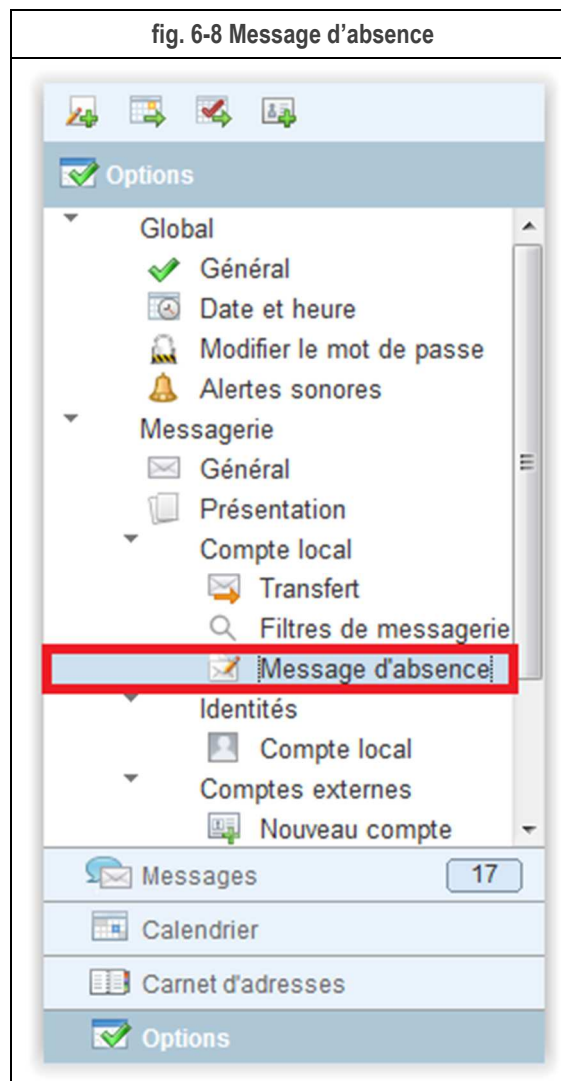 fig. 6-8 Message d’absence
Options
Global
Général
Date et heure
Modifier le mot de passe
Alertes sonores
Messagerie
Général
Présentation
Compte local
Transfert
Filtres de messagerie
Message d'absence
Identités
Compte local
Comptes externes
Nouveau compte
Messages 17
Calendrier
Carnet d'adresses
Options